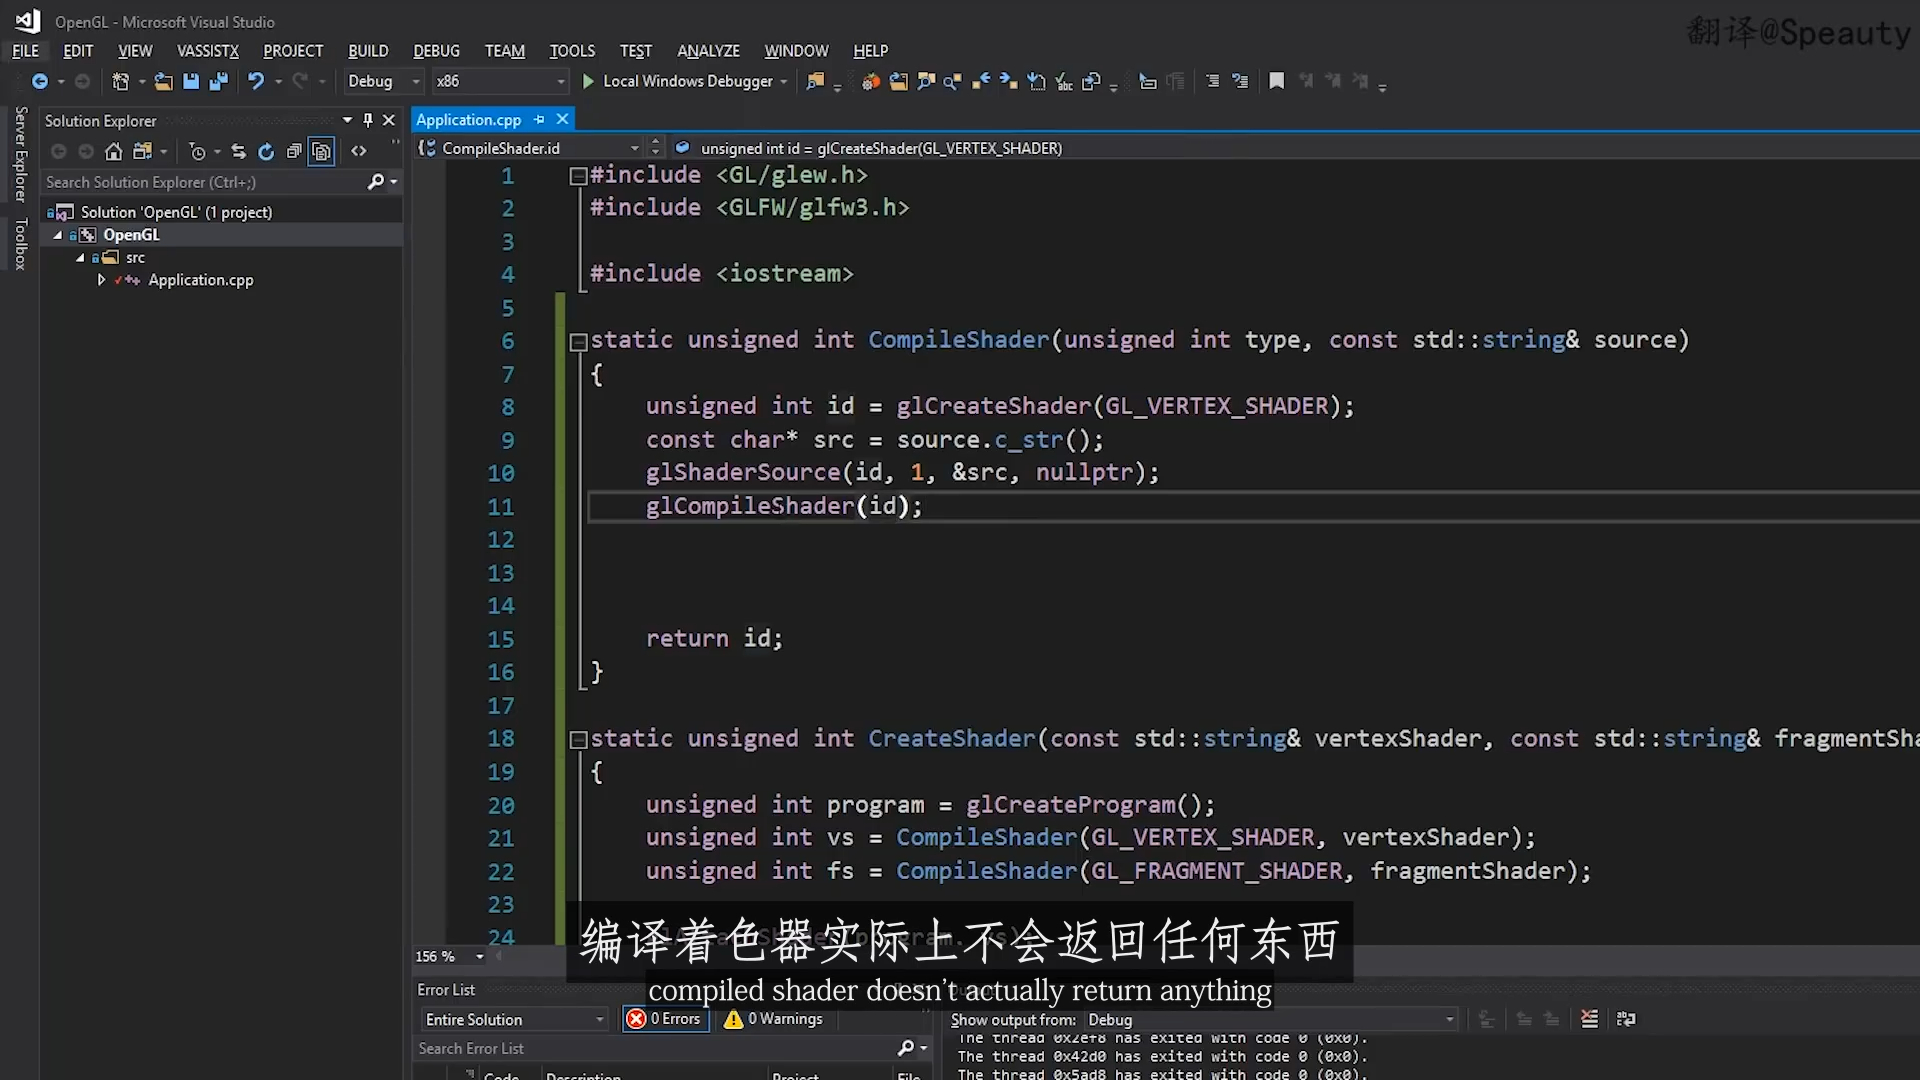 OpenGL - Microsoft Visual Studio
翻译@Speauty
FILE EDIT VIEW VASSISTX PROJECT BUILD DEBUG TEAM TOOLS TEST ANALYZE WINDOW HELP
Debug x86 Local Windows Debugger
Server Explorer
Toolbox
Solution Explorer
Search Solution Explorer (Ctrl+;)
Solution 'OpenGL' (1 project)
OpenGL
src
Application.cpp
Application.cpp
CompileShader.id unsigned int id = glCreateShader(GL_VERTEX_SHADER)
1 #include <GL/glew.h>
2 #include <GLFW/glfw3.h>
3
4 #include <iostream>
5
6 static unsigned int CompileShader(unsigned int type, const std::string& source)
7 {
8 unsigned int id = glCreateShader(GL_VERTEX_SHADER);
9 const char* src = source.c_str();
10 glShaderSource(id, 1, &src, nullptr);
11 glCompileShader(id);
12
13
14
15 return id;
16 }
17
18 static unsigned int CreateShader(const std::string& vertexShader, const std::string& fragmentSha
19 {
20 unsigned int program = glCreateProgram();
21 unsigned int vs = CompileShader(GL_VERTEX_SHADER, vertexShader);
22 unsigned int fs = CompileShader(GL_FRAGMENT_SHADER, fragmentShader);
23
24
编译着色器实际上不会返回任何东西
156 %
compiled shader doesn't actually return anything
Error List
Entire Solution 0 Errors 0 Warnings
Search Error List
Code Description Project File
Show output from: Debug
The thread 0x2ef8 has exited with code 0 (0x0).
The thread 0x42d0 has exited with code 0 (0x0).
The thread 0x5ad8 has exited with code 0 (0x0).